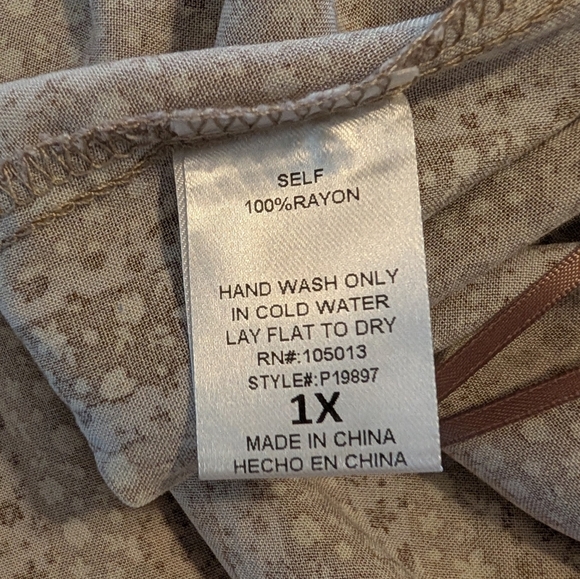 SELF
100%RAYON
HAND WASH ONLY
IN COLD WATER
LAY FLAT TO DRY
RN#:105013
STYLE#:P19897
1X
MADE IN CHINA
HECHO EN CHINA